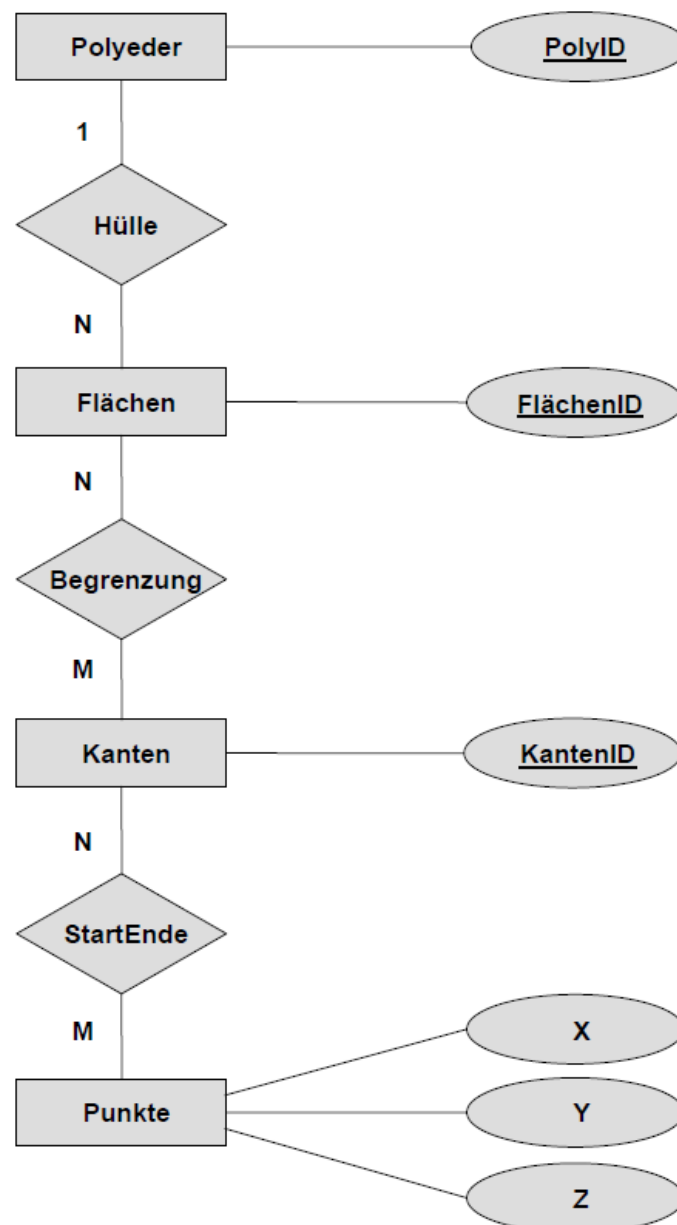 Polyeder
PolyID
1
Hülle
N
Flächen
FlächenID
N
Begrenzung
M
Kanten
KantenID
N
StartEnde
M
X
Punkte
Y
Z